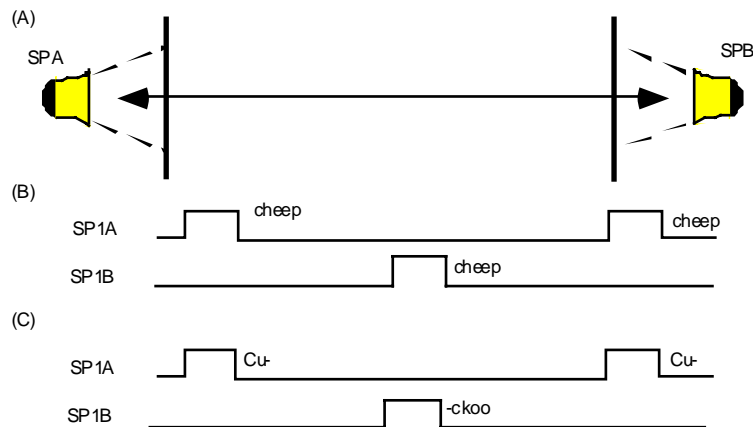 (A)
SPA
SPB
(B)
SP1A
cheep
cheep
SP1B
cheep
(C)
SP1A
Cu-
Cu-
SP1B
-ckoo